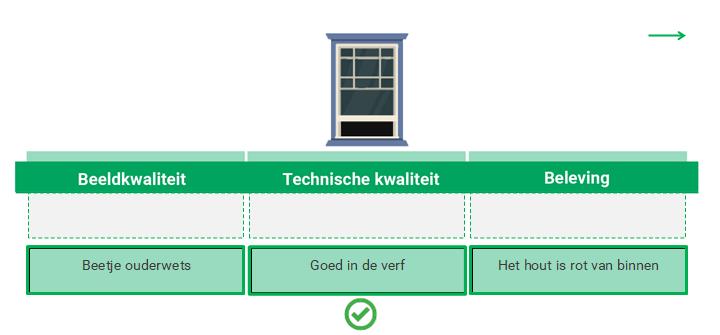 Beeldkwaliteit
Technische kwaliteit
Beleving
Beetje ouderwets
Goed in de verf
Het hout is rot van binnen